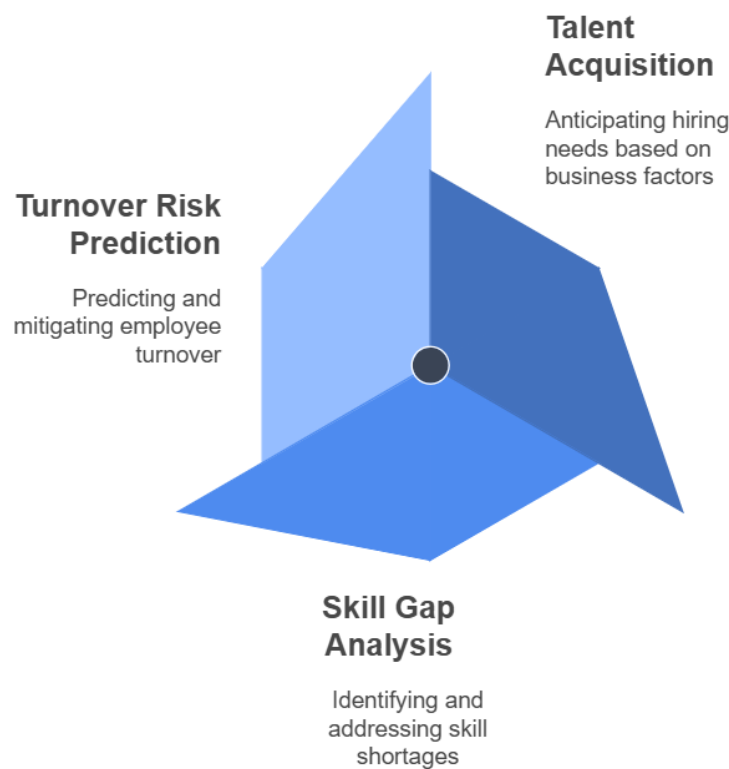 Talent
Acquisition
Anticipating hiring
needs based on
business factors
Turnover Risk
Prediction
Predicting and
mitigating employee
turnover
Skill Gap
Analysis
Identifying and
addressing skill
shortages